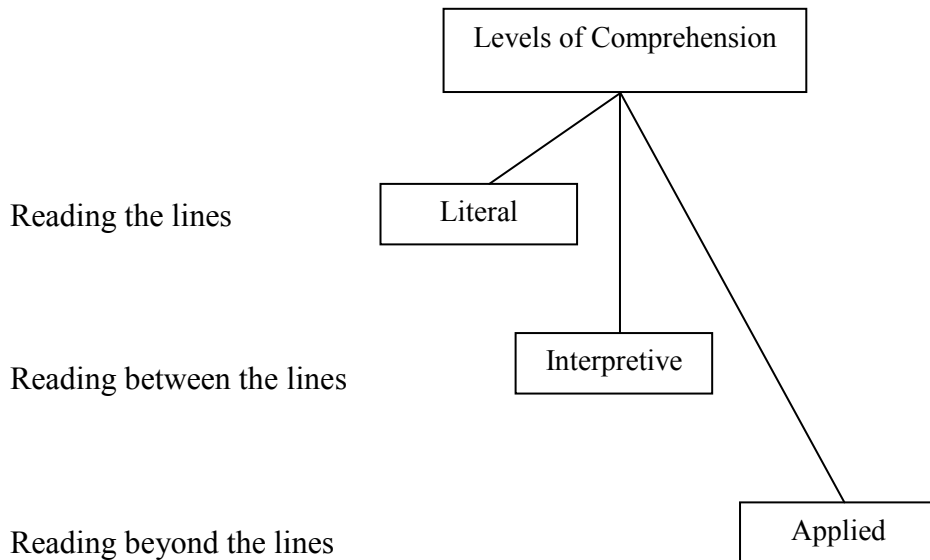 Levels of Comprehension
Reading the lines
Literal
Reading between the lines
Interpretive
Reading beyond the lines
Applied